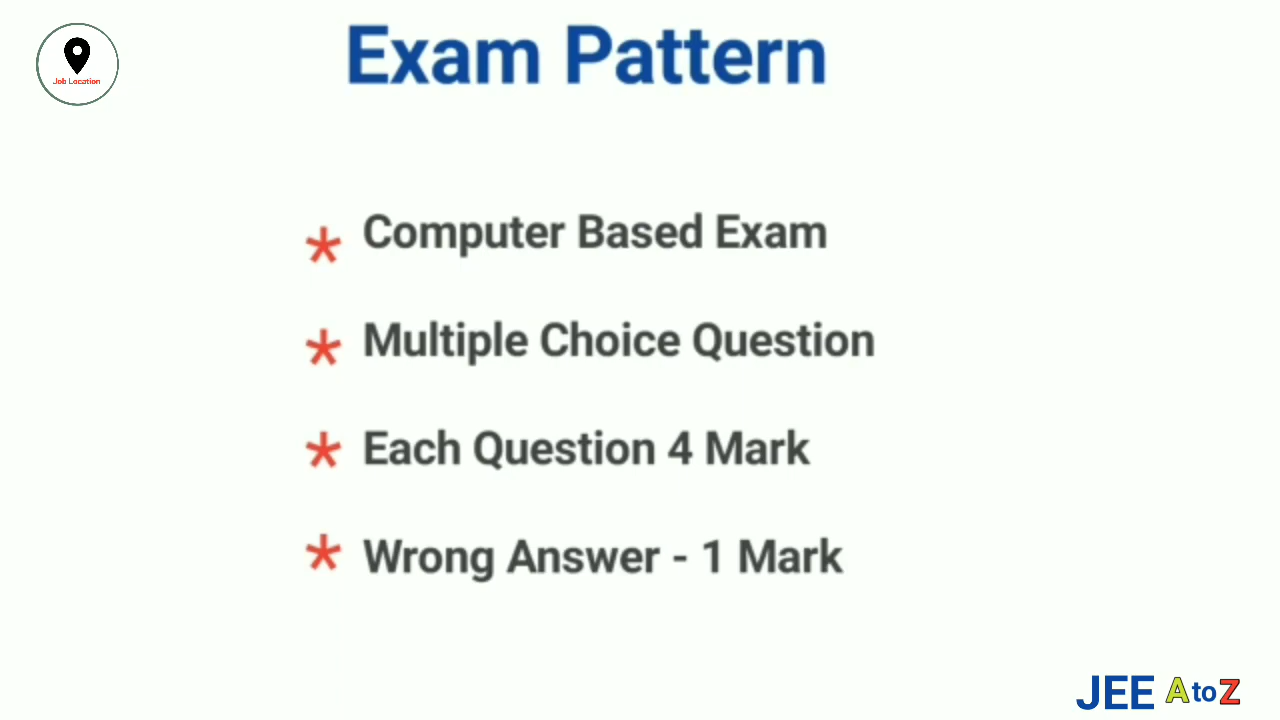 Job Location
Exam Pattern
* Computer Based Exam
* Multiple Choice Question
* Each Question 4 Mark
* Wrong Answer - 1 Mark
JEE A to Z